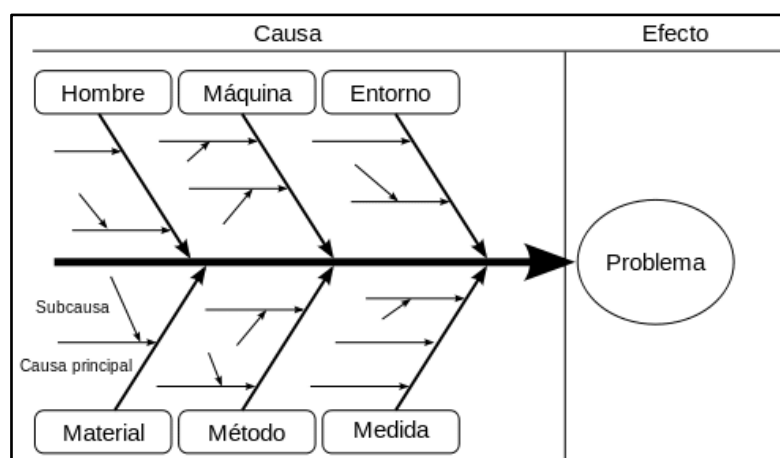 Causa
Efecto
Hombre
Máquina
Entorno
Problema
Subcausa
Causa principal
Material
Método
Medida